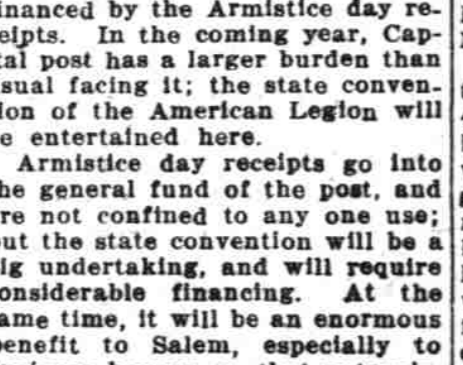 inanced by the Armistice day re-
eipts. In the coming year, Cap-
tal post has a larger burden than
sual facing it; the state conven-
ion of the American Legion will
e entertained here.
Armistice day receipts go into
he general fund of the post, and
re not confined to any one use;
out the state convention will be a
ig undertaking, and will require
onsiderable financing. At the
ame time, it will be an enormous
benefit to Salem, especially to